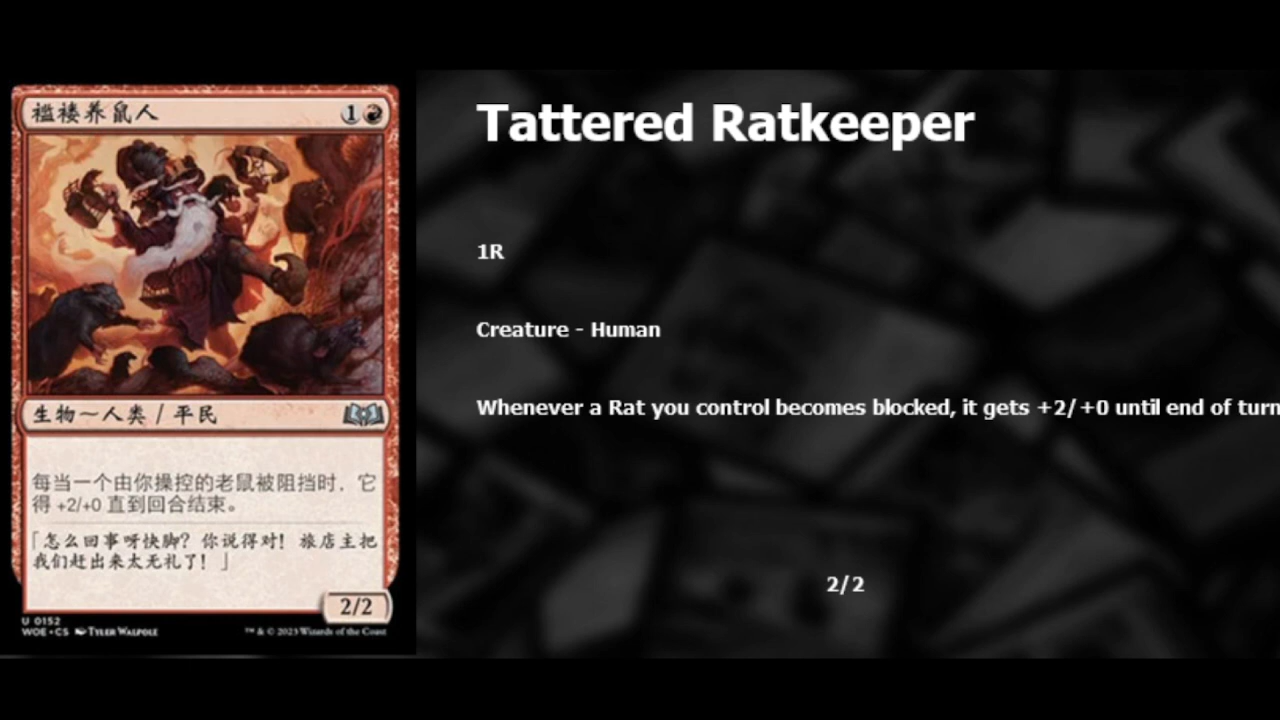 褴褛养鼠人
1
生物～人类 / 平民
每当一个由你操控的老鼠被阻挡时，它
得 +2/+0 直到回合结束。
「怎么回事呀快脚？你说得对！旅店主把
我们赶出来太无礼了！」
2/2
U 0152
WOE • CS TYLER WALPOLE
™ & © 2023 Wizards of the Coast
Tattered Ratkeeper
1R
Creature - Human
Whenever a Rat you control becomes blocked, it gets +2/+0 until end of turn
2/2